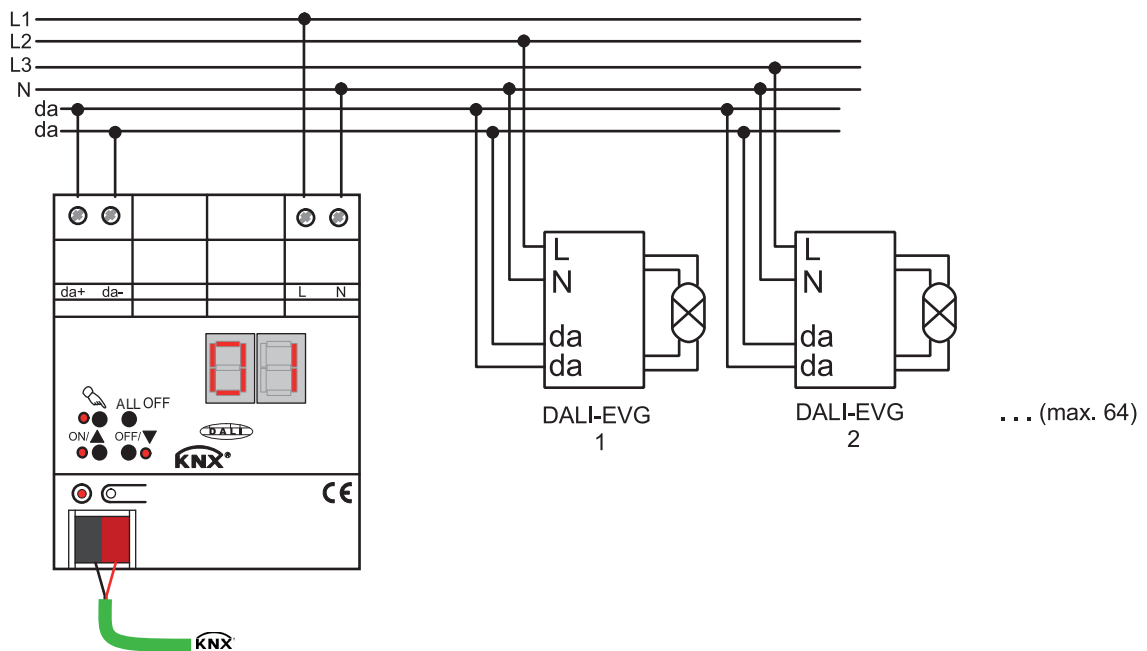 L1
L2
L3
N
da
da
da+ da- L N
01
ALL OFF
ON/▲ OFF/▼
DALI
KNX®
CE
KNX
L
N
da
da
DALI-EVG
1
L
N
da
da
DALI-EVG
2
... (max. 64)